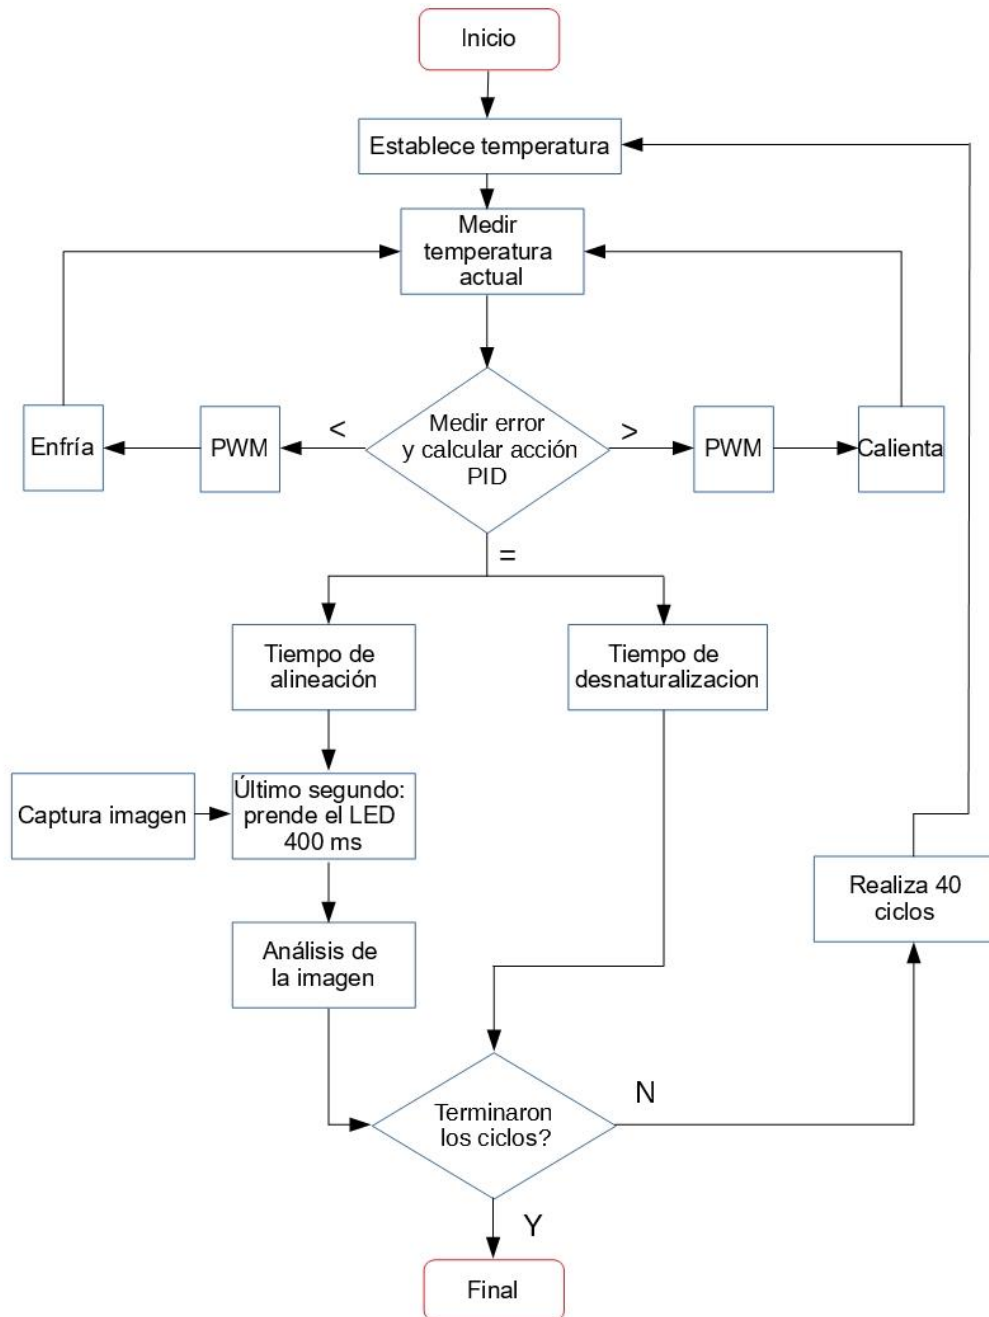 Inicio
Establece temperatura
Medir
temperatura
actual
Medir error
y calcular acción
PID
<
>
PWM
Enfría
PWM
Calienta
=
Tiempo de
alineación
Tiempo de
desnaturalizacion
Captura imagen
Último segundo:
prende el LED
400 ms
Análisis de
la imagen
Realiza 40
ciclos
Terminaron
los ciclos?
N
Y
Final